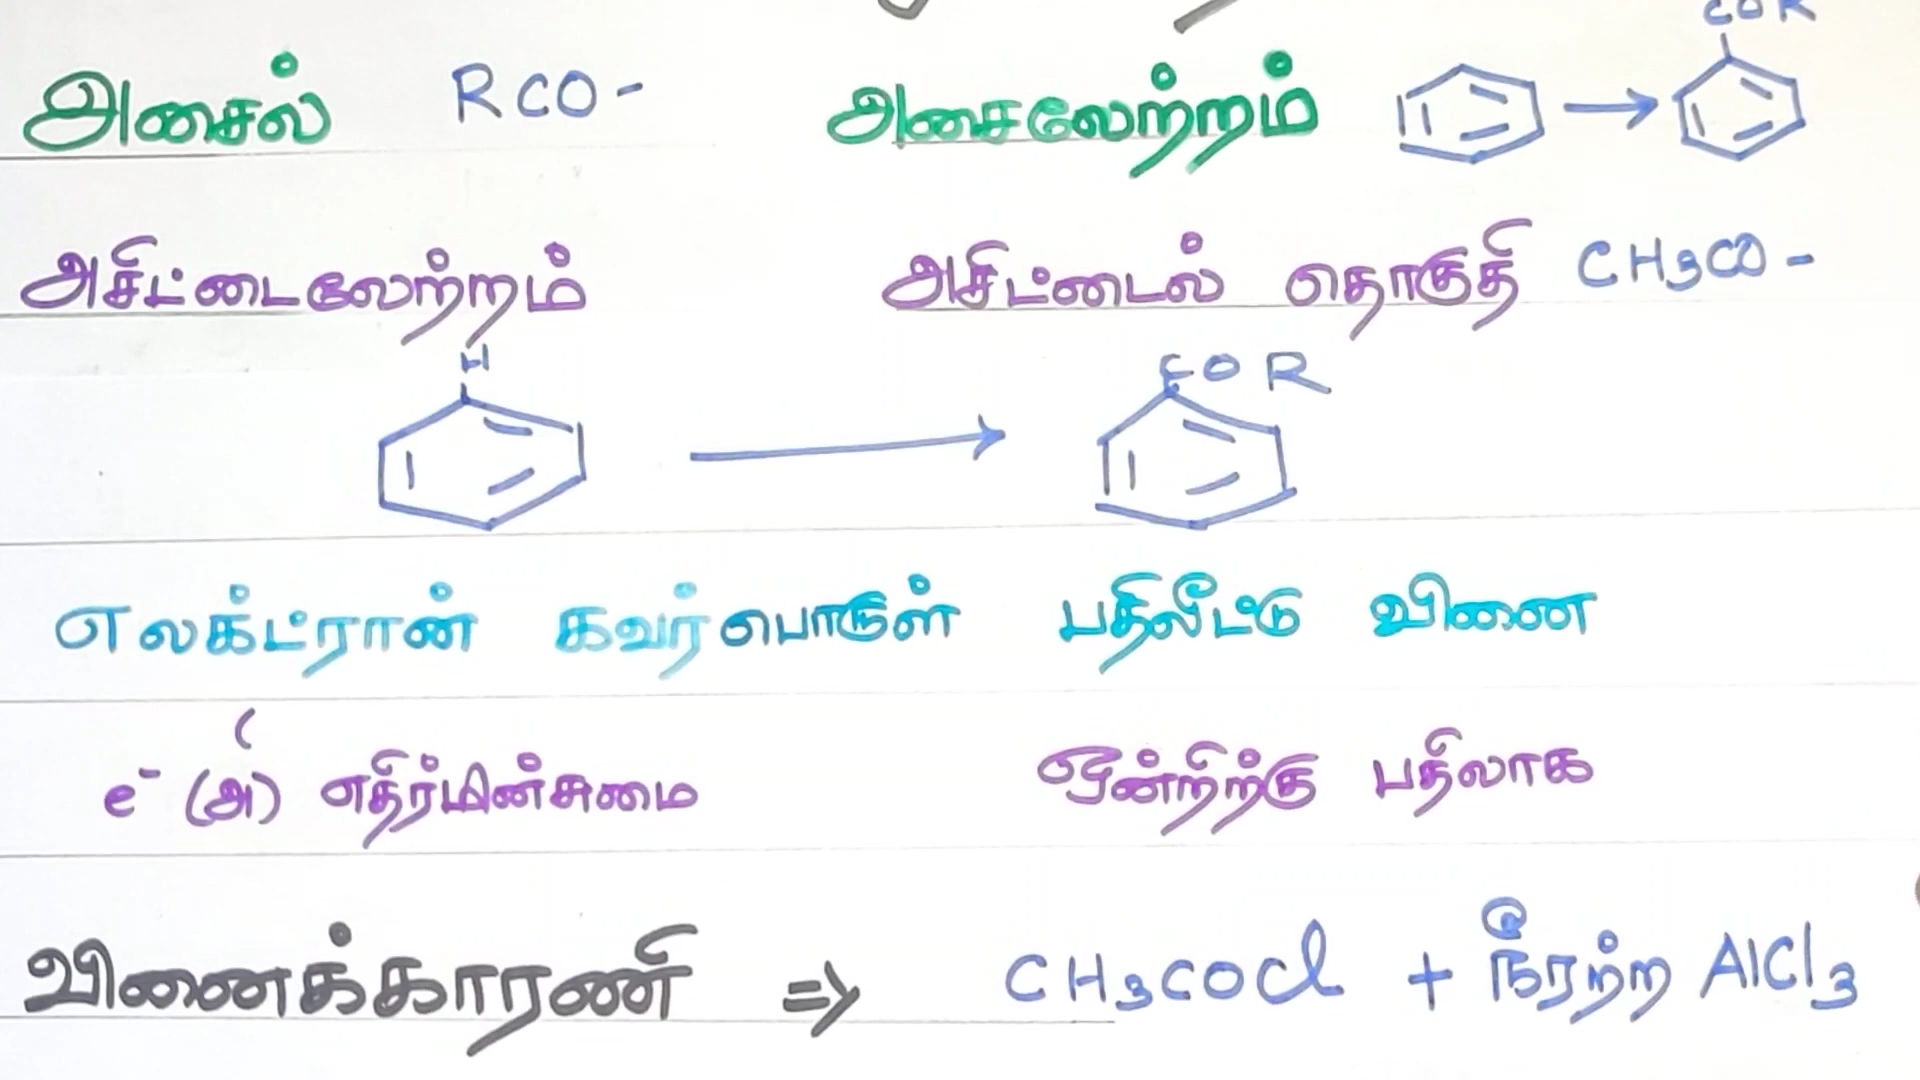 அசைல் RCO- அசைலேற்றம் COR
அசிட்டைலேற்றம் அசிட்டைல் தொகுதி CH3CO-
H COR
எலக்ட்ரான் கவர்பொருள் பதிலீட்டு வினை
e- (அ) எதிர்மின்சுமை ஒன்றிற்கு பதிலாக
வினைக்காரணி => CH3COCl + நீரற்ற AlCl3